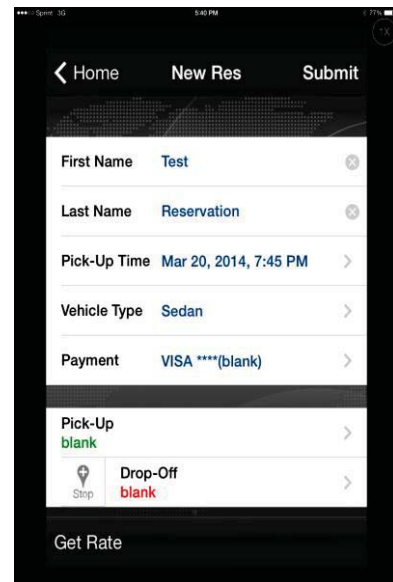 Sprint 3G 5:40 PM 77%
1X
Home New Res Submit
First Name Test
Last Name Reservation
Pick-Up Time Mar 20, 2014, 7:45 PM
Vehicle Type Sedan
Payment VISA ****(blank)
Pick-Up
blank
Drop-Off
Stop blank
Get Rate